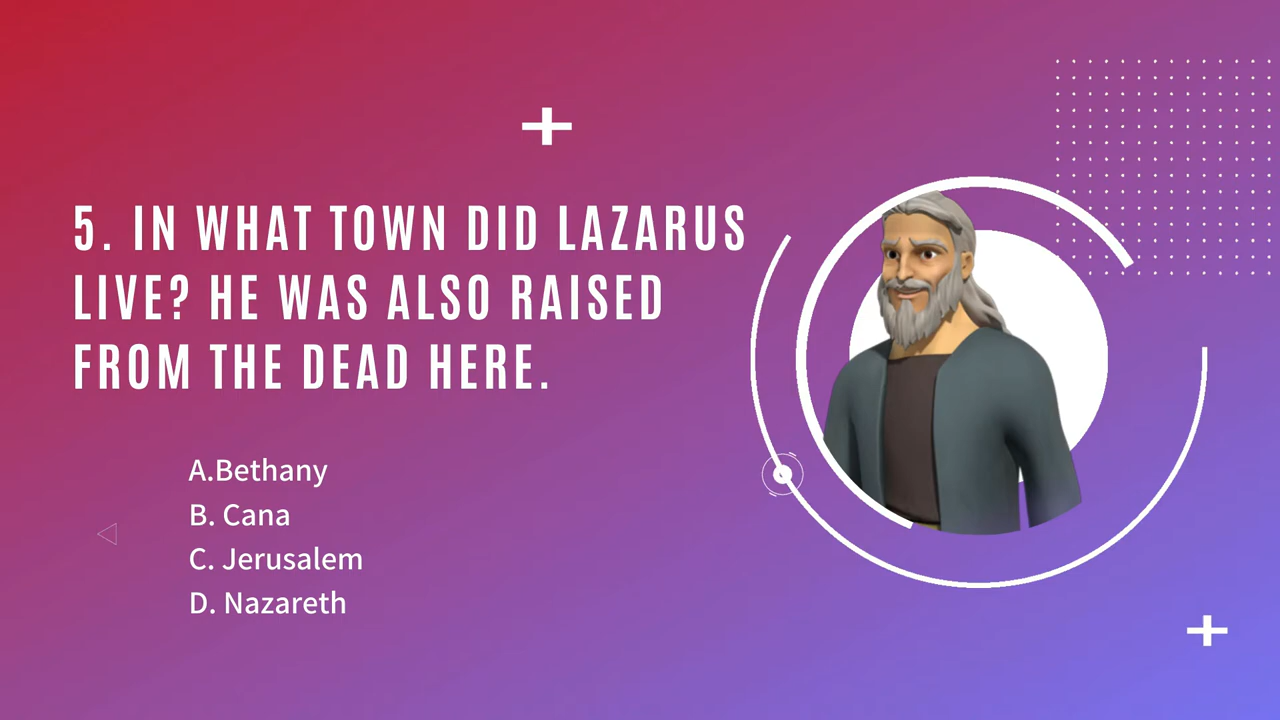 5. IN WHAT TOWN DID LAZARUS
LIVE? HE WAS ALSO RAISED
FROM THE DEAD HERE.
A.Bethany
B. Cana
C. Jerusalem
D. Nazareth